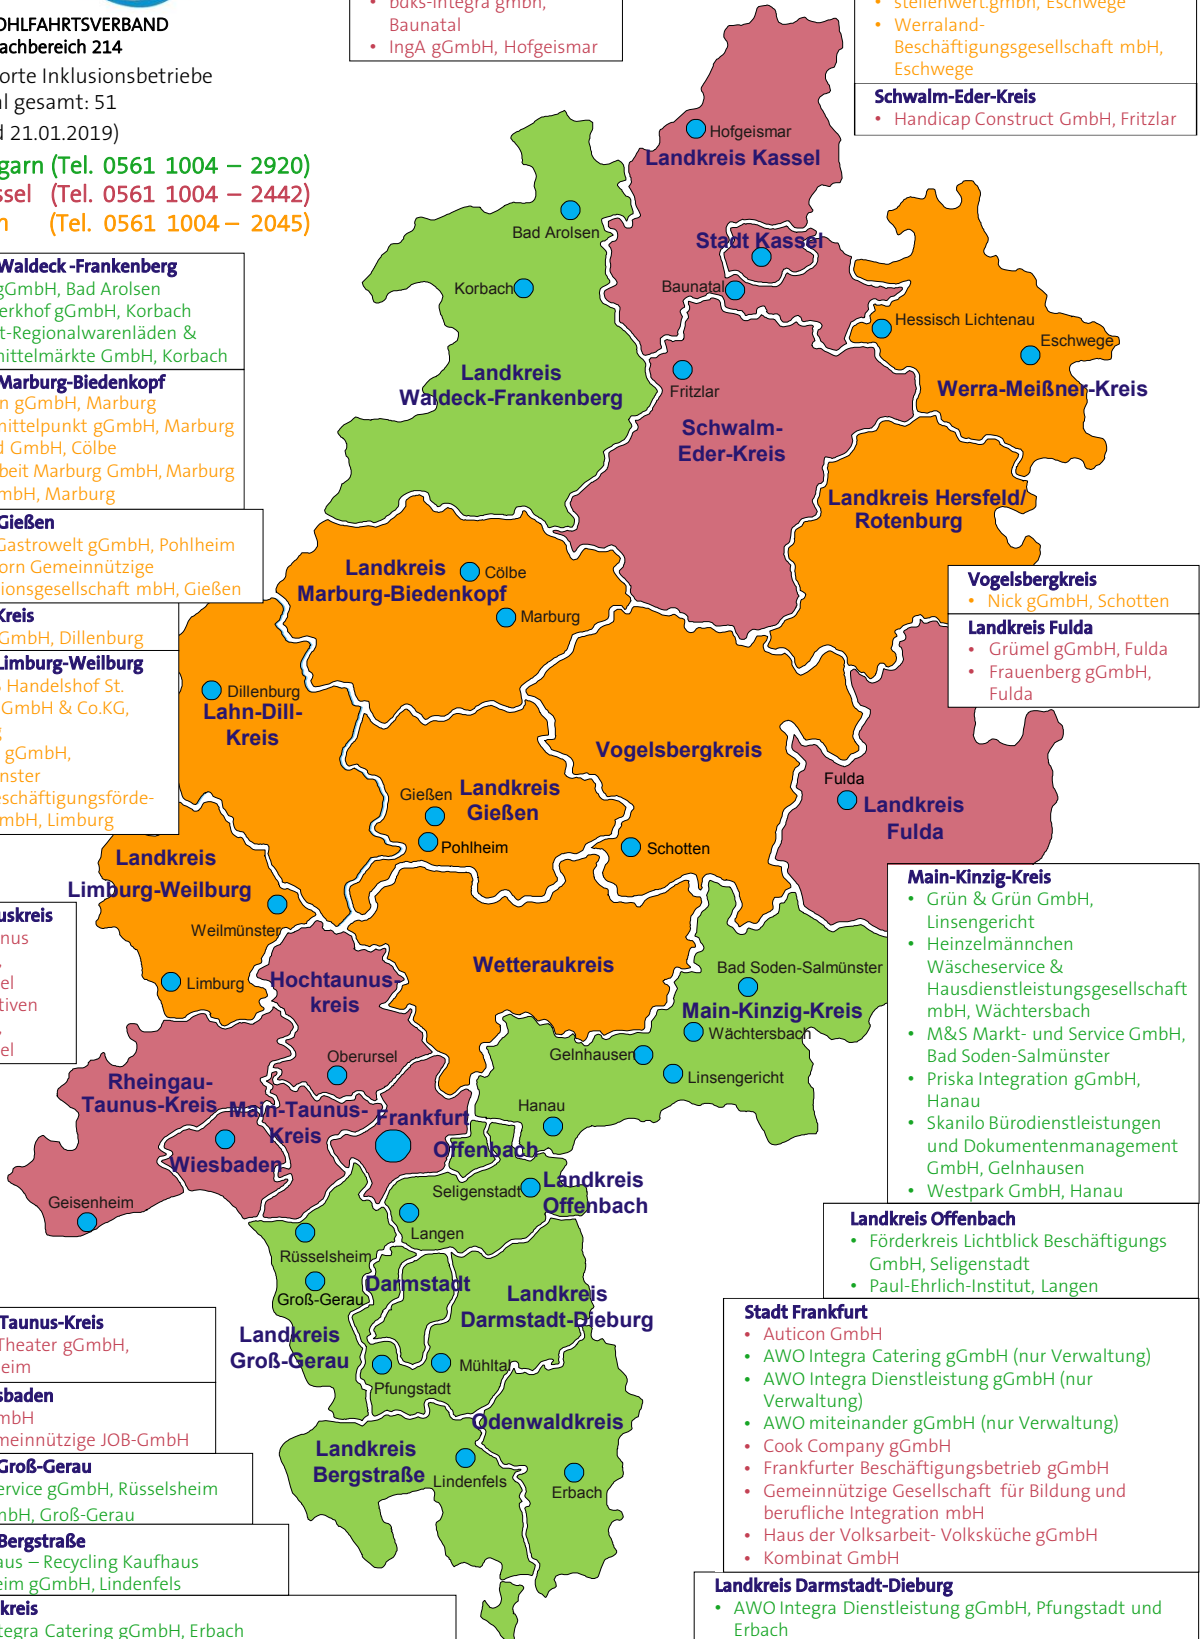 OHLFAHRTSVERBAND
achbereich 214
orte Inklusionsbetriebe
l gesamt: 51
d 21.01.2019)
garn (Tel. 0561 1004 – 2920)
ssel (Tel. 0561 1004 – 2442)
n (Tel. 0561 1004 – 2045)
• bdks-integra gmbh,
Baunatal
• IngA gGmbH, Hofgeismar
• stellenwert.gmbh, Eschwege
• Werraland-
Beschäftigungsgesellschaft mbH,
Eschwege
Schwalm-Eder-Kreis
• Handicap Construct GmbH, Fritzlar
Waldeck -Frankenberg
gGmbH, Bad Arolsen
erkhof gGmbH, Korbach
t-Regionalwarenläden &
mittelmärkte GmbH, Korbach
Marburg-Biedenkopf
n gGmbH, Marburg
mittelpunkt gGmbH, Marburg
d GmbH, Cölbe
beit Marburg GmbH, Marburg
mbH, Marburg
Gießen
Gastrowelt gGmbH, Pohlheim
orn Gemeinnützige
ionsgesellschaft mbH, Gießen
Kreis
GmbH, Dillenburg
Limburg-Weilburg
Handelshof St.
GmbH & Co.KG,
g
gGmbH,
nster
eschäftigungsförde-
mbH, Limburg
uskreis
nus
,
el
tiven
,
el
Taunus-Kreis
Theater gGmbH,
eim
sbaden
mbH
meinnützige JOB-GmbH
Groß-Gerau
ervice gGmbH, Rüsselsheim
mbH, Groß-Gerau
Bergstraße
aus – Recycling Kaufhaus
eim gGmbH, Lindenfels
kreis
tegra Catering gGmbH, Erbach
Hofgeismar
Landkreis Kassel
Bad Arolsen
Stadt Kassel
Korbach
Baunatal
Hessisch Lichtenau
Eschwege
Landkreis
Waldeck-Frankenberg
Fritzlar
Werra-Meißner-Kreis
Schwalm-
Eder-Kreis
Landkreis Hersfeld/
Rotenburg
Landkreis
Marburg-Biedenkopf
Cölbe
Marburg
Dillenburg
Lahn-Dill-
Kreis
Vogelsbergkreis
Gießen
Landkreis
Gießen
Pohlheim
Schotten
Fulda
Landkreis
Fulda
Landkreis
Limburg-Weilburg
Weilmünster
Limburg
Hochtaunus-
kreis
Wetteraukreis
Bad Soden-Salmünster
Main-Kinzig-Kreis
Wächtersbach
Gelnhausen
Linsengericht
Oberursel
Hanau
Rheingau-
Taunus-Kreis
Main-Taunus-
Kreis
Frankfurt
Offenbach
Wiesbaden
Geisenheim
Seligenstadt
Landkreis
Offenbach
Langen
Rüsselsheim
Groß-Gerau
Darmstadt
Landkreis
Darmstadt-Dieburg
Landkreis
Groß-Gerau
Mühltal
Pfungstadt
Odenwaldkreis
Landkreis
Bergstraße
Lindenfels
Erbach
Vogelsbergkreis
• Nick gGmbH, Schotten
Landkreis Fulda
• Grümel gGmbH, Fulda
• Frauenberg gGmbH,
Fulda
Main-Kinzig-Kreis
• Grün & Grün GmbH,
Linsengericht
• Heinzelmännchen
Wäscheservice &
Hausdienstleistungsgesellschaft
mbH, Wächtersbach
• M&S Markt- und Service GmbH,
Bad Soden-Salmünster
• Priska Integration gGmbH,
Hanau
• Skanilo Bürodienstleistungen
und Dokumentenmanagement
GmbH, Gelnhausen
• Westpark GmbH, Hanau
Landkreis Offenbach
• Förderkreis Lichtblick Beschäftigungs
GmbH, Seligenstadt
• Paul-Ehrlich-Institut, Langen
Stadt Frankfurt
• Auticon GmbH
• AWO Integra Catering gGmbH (nur Verwaltung)
• AWO Integra Dienstleistung gGmbH (nur
Verwaltung)
• AWO miteinander gGmbH (nur Verwaltung)
• Cook Company gGmbH
• Frankfurter Beschäftigungsbetrieb gGmbH
• Gemeinnützige Gesellschaft für Bildung und
berufliche Integration mbH
• Haus der Volksarbeit- Volksküche gGmbH
• Kombinat GmbH
Landkreis Darmstadt-Dieburg
• AWO Integra Dienstleistung gGmbH, Pfungstadt und
Erbach